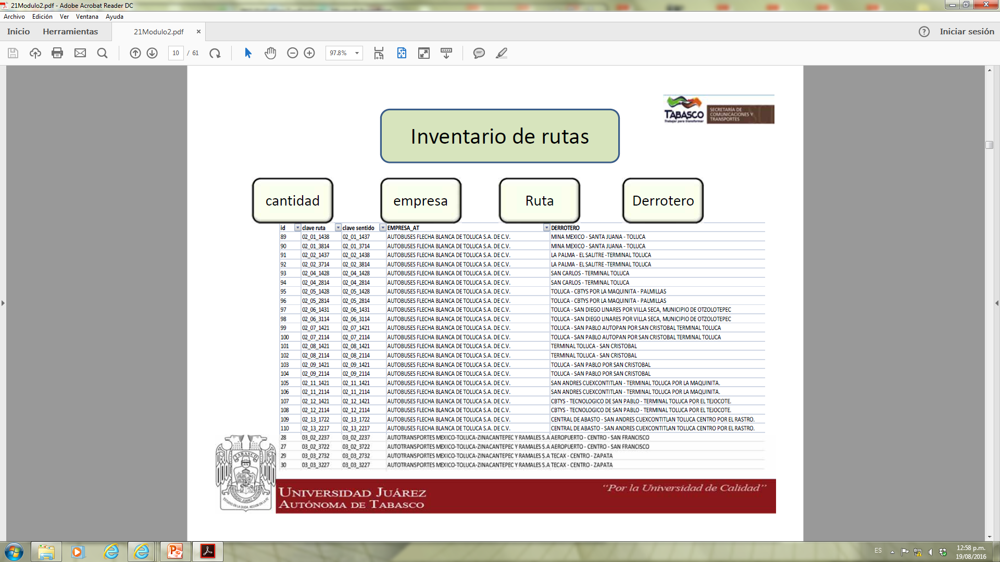 21Modulo2.pdf - Adobe Acrobat Reader DC
Archivo Edición Ver Ventana Ayuda
Inicio Herramientas 21Modulo2.pdf × ? Iniciar sesión
10 / 61 97.8%
TABASCO
Trabajar para transformar
SECRETARÍA DE
COMUNICACIONES Y
TRANSPORTES
Inventario de rutas
cantidad empresa Ruta Derrotero
id clave ruta clave sentido EMPRESA_AT DERROTERO
89 02_01_1438 02_01_1437 AUTOBUSES FLECHA BLANCA DE TOLUCA S.A. DE C.V. MINA MEXICO - SANTA JUANA - TOLUCA
90 02_01_3814 02_01_3714 AUTOBUSES FLECHA BLANCA DE TOLUCA S.A. DE C.V. MINA MEXICO - SANTA JUANA - TOLUCA
91 02_02_1437 02_02_1438 AUTOBUSES FLECHA BLANCA DE TOLUCA S.A. DE C.V. LA PALMA - EL SALITRE -TERMINAL TOLUCA
92 02_02_3714 02_02_3814 AUTOBUSES FLECHA BLANCA DE TOLUCA S.A. DE C.V. LA PALMA - EL SALITRE -TERMINAL TOLUCA
93 02_04_1428 02_04_1428 AUTOBUSES FLECHA BLANCA DE TOLUCA S.A. DE C.V. SAN CARLOS - TERMINAL TOLUCA
94 02_04_2814 02_04_2814 AUTOBUSES FLECHA BLANCA DE TOLUCA S.A. DE C.V. SAN CARLOS - TERMINAL TOLUCA
95 02_05_1428 02_05_1428 AUTOBUSES FLECHA BLANCA DE TOLUCA S.A. DE C.V. TOLUCA - CBTYS POR LA MAQUINITA - PALMILLAS
96 02_05_2814 02_05_2814 AUTOBUSES FLECHA BLANCA DE TOLUCA S.A. DE C.V. TOLUCA - CBTYS POR LA MAQUINITA - PALMILLAS
97 02_06_1431 02_06_1431 AUTOBUSES FLECHA BLANCA DE TOLUCA S.A. DE C.V. TOLUCA - SAN DIEGO LINARES POR VILLA SECA, MUNICIPIO DE OTZOLOTEPEC
98 02_06_3114 02_06_3114 AUTOBUSES FLECHA BLANCA DE TOLUCA S.A. DE C.V. TOLUCA - SAN DIEGO LINARES POR VILLA SECA, MUNICIPIO DE OTZOLOTEPEC
99 02_07_1421 02_07_1421 AUTOBUSES FLECHA BLANCA DE TOLUCA S.A. DE C.V. TOLUCA - SAN PABLO AUTOPAN POR SAN CRISTOBAL TERMINAL TOLUCA
100 02_07_2114 02_07_2114 AUTOBUSES FLECHA BLANCA DE TOLUCA S.A. DE C.V. TOLUCA - SAN PABLO AUTOPAN POR SAN CRISTOBAL TERMINAL TOLUCA
101 02_08_1421 02_08_1421 AUTOBUSES FLECHA BLANCA DE TOLUCA S.A. DE C.V. TERMINAL TOLUCA - SAN CRISTOBAL
102 02_08_2114 02_08_2114 AUTOBUSES FLECHA BLANCA DE TOLUCA S.A. DE C.V. TERMINAL TOLUCA - SAN CRISTOBAL
103 02_09_1421 02_09_1421 AUTOBUSES FLECHA BLANCA DE TOLUCA S.A. DE C.V. TOLUCA - SAN PABLO POR SAN CRISTOBAL
104 02_09_2114 02_09_2114 AUTOBUSES FLECHA BLANCA DE TOLUCA S.A. DE C.V. TOLUCA - SAN PABLO POR SAN CRISTOBAL
105 02_11_1421 02_11_1421 AUTOBUSES FLECHA BLANCA DE TOLUCA S.A. DE C.V. SAN ANDRES CUEXCONTITLAN - TERMINAL TOLUCA POR LA MAQUINITA.
106 02_11_2114 02_11_2114 AUTOBUSES FLECHA BLANCA DE TOLUCA S.A. DE C.V. SAN ANDRES CUEXCONTITLAN - TERMINAL TOLUCA POR LA MAQUINITA.
107 02_12_1421 02_12_1421 AUTOBUSES FLECHA BLANCA DE TOLUCA S.A. DE C.V. CBTYS - TECNOLOGICO DE SAN PABLO - TERMINAL TOLUCA POR EL TEJOCOTE.
108 02_12_2114 02_12_2114 AUTOBUSES FLECHA BLANCA DE TOLUCA S.A. DE C.V. CBTYS - TECNOLOGICO DE SAN PABLO - TERMINAL TOLUCA POR EL TEJOCOTE.
109 02_13_1722 02_13_1722 AUTOBUSES FLECHA BLANCA DE TOLUCA S.A. DE C.V. CENTRAL DE ABASTO - SAN ANDRES CUEXCONTITLAN TOLUCA CENTRO POR EL RASTRO.
110 02_13_2217 02_13_2217 AUTOBUSES FLECHA BLANCA DE TOLUCA S.A. DE C.V. CENTRAL DE ABASTO - SAN ANDRES CUEXCONTITLAN TOLUCA CENTRO POR EL RASTRO.
28 03_02_2237 03_02_2237 AUTOTRANSPORTES MEXICO-TOLUCA-ZINACANTEPEC Y RAMALES S.A AEROPUERTO - CENTRO - SAN FRANCISCO
27 03_02_3722 03_02_3722 AUTOTRANSPORTES MEXICO-TOLUCA-ZINACANTEPEC Y RAMALES S.A AEROPUERTO - CENTRO - SAN FRANCISCO
29 03_03_2732 03_03_2732 AUTOTRANSPORTES MEXICO-TOLUCA-ZINACANTEPEC Y RAMALES S.A TECAX - CENTRO - ZAPATA
30 03_03_3227 03_03_3227 AUTOTRANSPORTES MEXICO-TOLUCA-ZINACANTEPEC Y RAMALES S.A TECAX - CENTRO - ZAPATA
TABASCO
UNIVERSIDAD JUÁREZ
AUTÓNOMA DE TABASCO
“Por la Universidad de Calidad”
ES
12:58 p.m.
19/08/2016